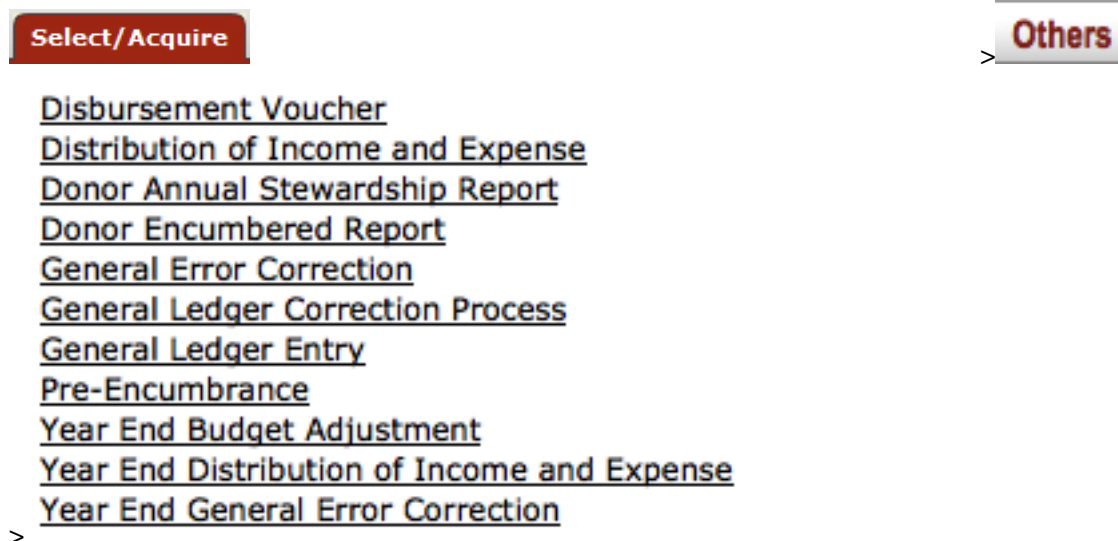 Select/Acquire > Others
Disbursement Voucher
Distribution of Income and Expense
Donor Annual Stewardship Report
Donor Encumbered Report
General Error Correction
General Ledger Correction Process
General Ledger Entry
Pre-Encumbrance
Year End Budget Adjustment
Year End Distribution of Income and Expense
Year End General Error Correction
>